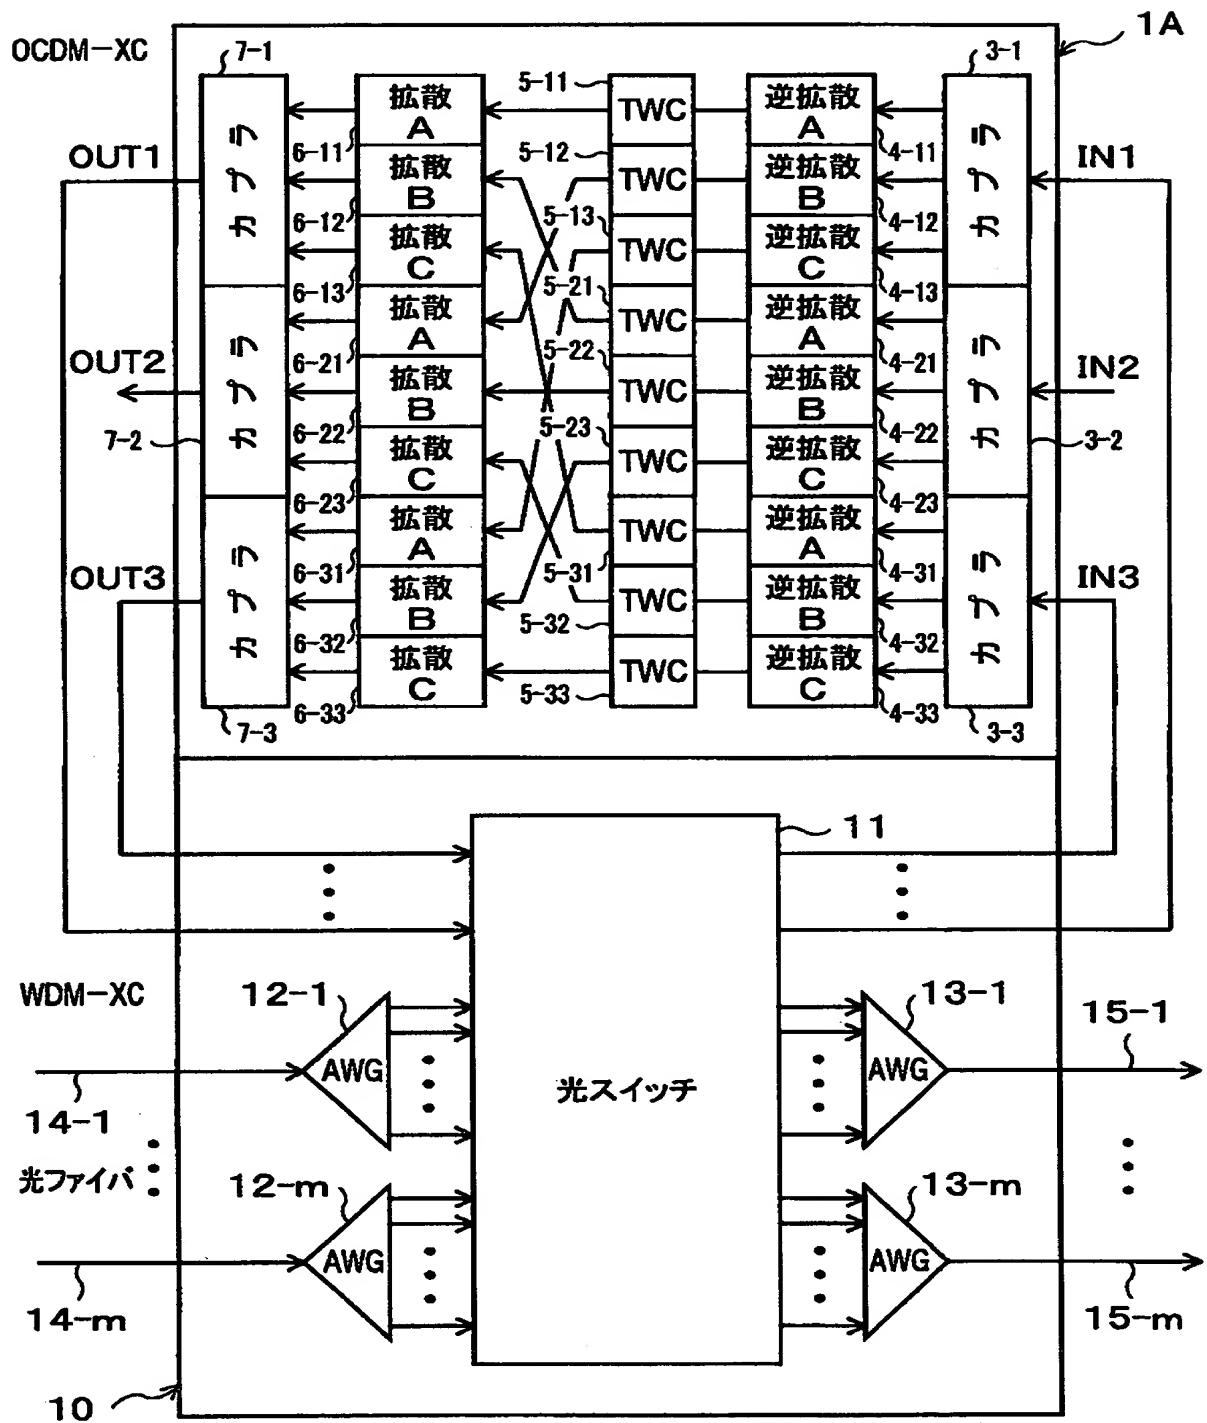 1A
OCDM-XC
7-1
5-11
3-1
拡散
A
TWC
逆拡散
A
6-11
5-12
4-11
OUT1
IN1
カプラ
拡散
B
TWC
逆拡散
B
カプラ
6-12
5-13
4-12
拡散
C
TWC
逆拡散
C
6-13
5-21
4-13
拡散
A
TWC
逆拡散
A
6-21
5-22
4-21
OUT2
IN2
カプラ
拡散
B
TWC
逆拡散
B
カプラ
7-2
6-22
5-23
4-22
3-2
拡散
C
TWC
逆拡散
C
6-23
4-23
拡散
A
TWC
逆拡散
A
6-31
5-31
4-31
OUT3
IN3
カプラ
拡散
B
TWC
逆拡散
B
カプラ
6-32
5-32
4-32
拡散
C
TWC
逆拡散
C
6-33
5-33
4-33
7-3
3-3
11
WDM-XC
12-1
13-1
15-1
AWG
光スイッチ
AWG
14-1
光ファイバ
12-m
13-m
AWG
AWG
14-m
15-m
10